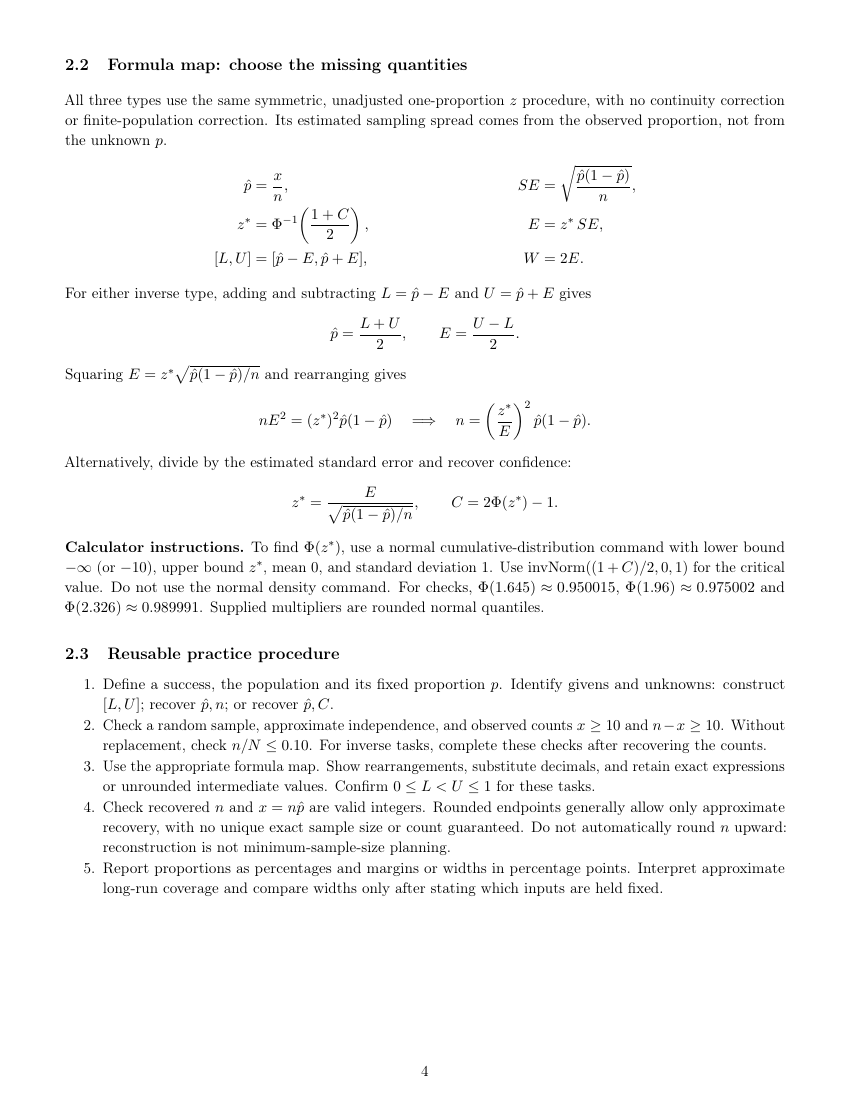 2.2 Formula map: choose the missing quantities
All three types use the same symmetric, unadjusted one-proportion z procedure, with no continuity correction
or finite-population correction. Its estimated sampling spread comes from the observed proportion, not from
the unknown p.
p̂ = x/n, SE = √(p̂(1 − p̂)/n),
z* = Φ⁻¹((1 + C)/2), E = z* SE,
[L, U] = [p̂ − E, p̂ + E], W = 2E.
For either inverse type, adding and subtracting L = p̂ − E and U = p̂ + E gives
p̂ = (L + U)/2, E = (U − L)/2.
Squaring E = z*√(p̂(1 − p̂)/n) and rearranging gives
nE² = (z*)²p̂(1 − p̂) ⟹ n = (z*/E)² p̂(1 − p̂).
Alternatively, divide by the estimated standard error and recover confidence:
z* = E/√(p̂(1 − p̂)/n), C = 2Φ(z*) − 1.
Calculator instructions. To find Φ(z*), use a normal cumulative-distribution command with lower bound
−∞ (or −10), upper bound z*, mean 0, and standard deviation 1. Use invNorm((1 + C)/2, 0, 1) for the critical
value. Do not use the normal density command. For checks, Φ(1.645) ≈ 0.950015, Φ(1.96) ≈ 0.975002 and
Φ(2.326) ≈ 0.989991. Supplied multipliers are rounded normal quantiles.
2.3 Reusable practice procedure
1. Define a success, the population and its fixed proportion p. Identify givens and unknowns: construct
[L, U]; recover p̂, n; or recover p̂, C.
2. Check a random sample, approximate independence, and observed counts x ≥ 10 and n − x ≥ 10. Without
replacement, check n/N ≤ 0.10. For inverse tasks, complete these checks after recovering the counts.
3. Use the appropriate formula map. Show rearrangements, substitute decimals, and retain exact expressions
or unrounded intermediate values. Confirm 0 ≤ L < U ≤ 1 for these tasks.
4. Check recovered n and x = np̂ are valid integers. Rounded endpoints generally allow only approximate
recovery, with no unique exact sample size or count guaranteed. Do not automatically round n upward:
reconstruction is not minimum-sample-size planning.
5. Report proportions as percentages and margins or widths in percentage points. Interpret approximate
long-run coverage and compare widths only after stating which inputs are held fixed.
4